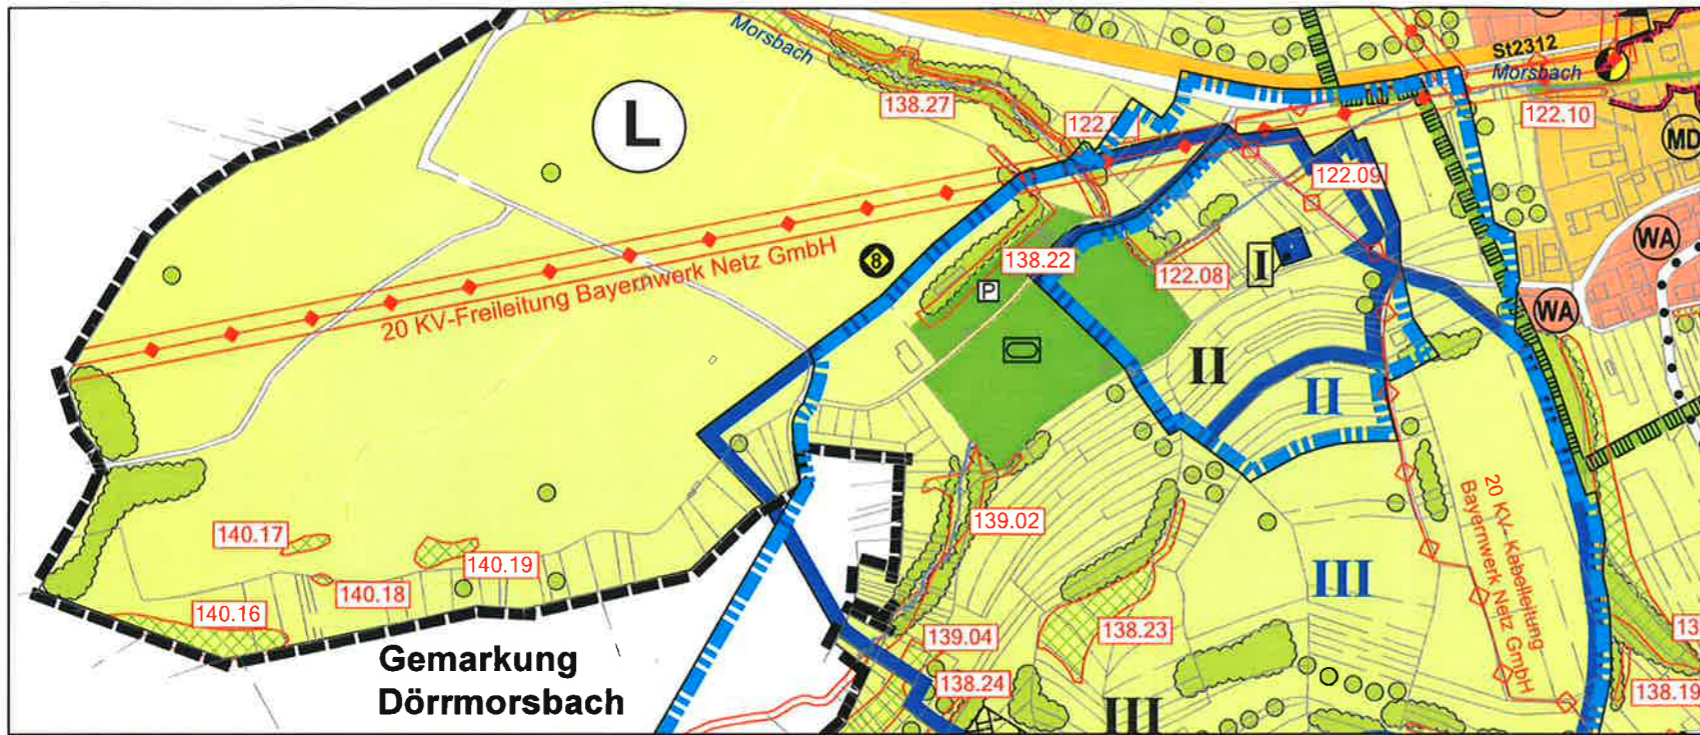 Morsbach
St2312
Morsbach
L
138.27
122.10
MD
122.09
8
138.22
P
122.08
I
WA
WA
20 KV-Freileitung Bayernwerk Netz GmbH
II
II
140.17
140.19
140.18
140.16
139.02
20 KV- Kabelleitung
Bayernwerk Netz GmbH
III
138.23
139.04
138.24
138.19
III
Gemarkung
Dörrmorsbach